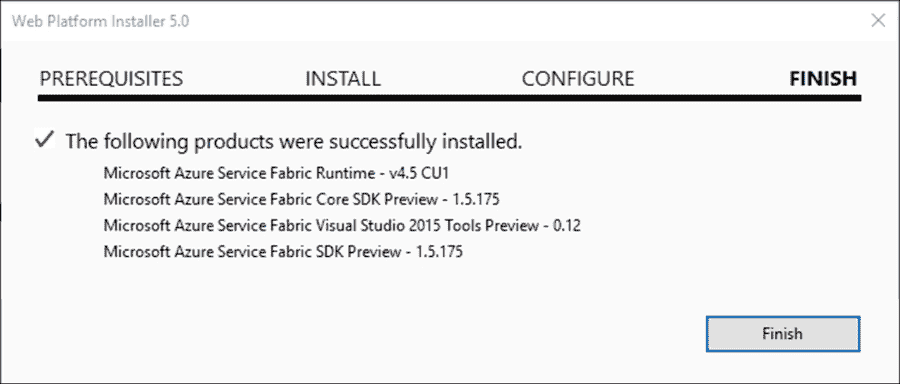 Web Platform Installer 5.0
PREREQUISITES INSTALL CONFIGURE FINISH
The following products were successfully installed.
Microsoft Azure Service Fabric Runtime - v4.5 CU1
Microsoft Azure Service Fabric Core SDK Preview - 1.5.175
Microsoft Azure Service Fabric Visual Studio 2015 Tools Preview - 0.12
Microsoft Azure Service Fabric SDK Preview - 1.5.175
Finish